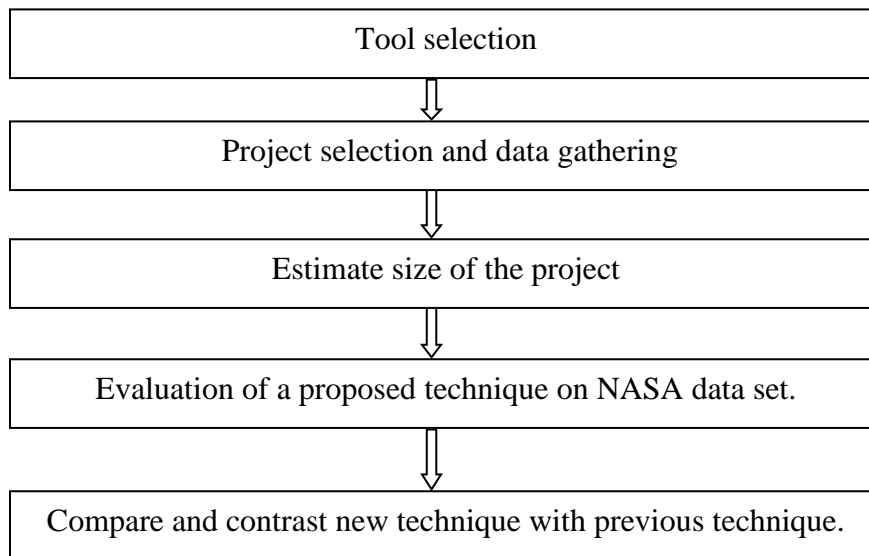 Tool selection
Project selection and data gathering
Estimate size of the project
Evaluation of a proposed technique on NASA data set.
Compare and contrast new technique with previous technique.